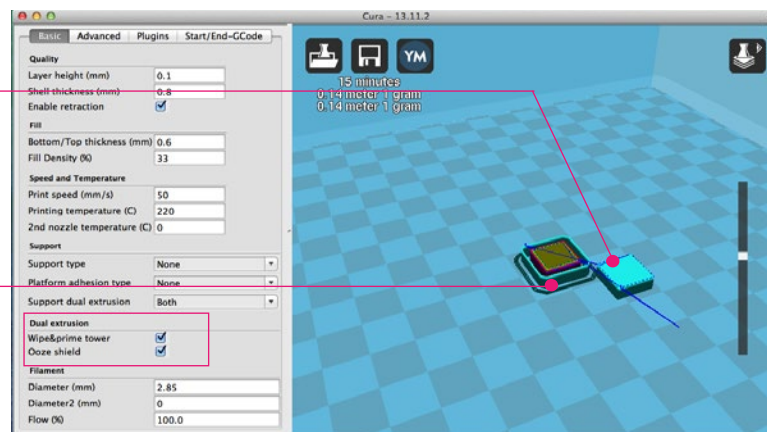 Cura - 13.11.2
Basic Advanced Plugins Start/End-GCode
Quality
Layer height (mm) 0.1
Shell thickness (mm) 0.8
Enable retraction
Fill
Bottom/Top thickness (mm) 0.6
Fill Density (%) 33
Speed and Temperature
Print speed (mm/s) 50
Printing temperature (C) 220
2nd nozzle temperature (C) 0
Support
Support type None
Platform adhesion type None
Support dual extrusion Both
Dual extrusion
Wipe&prime tower
Ooze shield
Filament
Diameter (mm) 2.85
Diameter2 (mm) 0
Flow (%) 100.0
YM
15 minutes
0.14 meter 1 gram
0.14 meter 1 gram